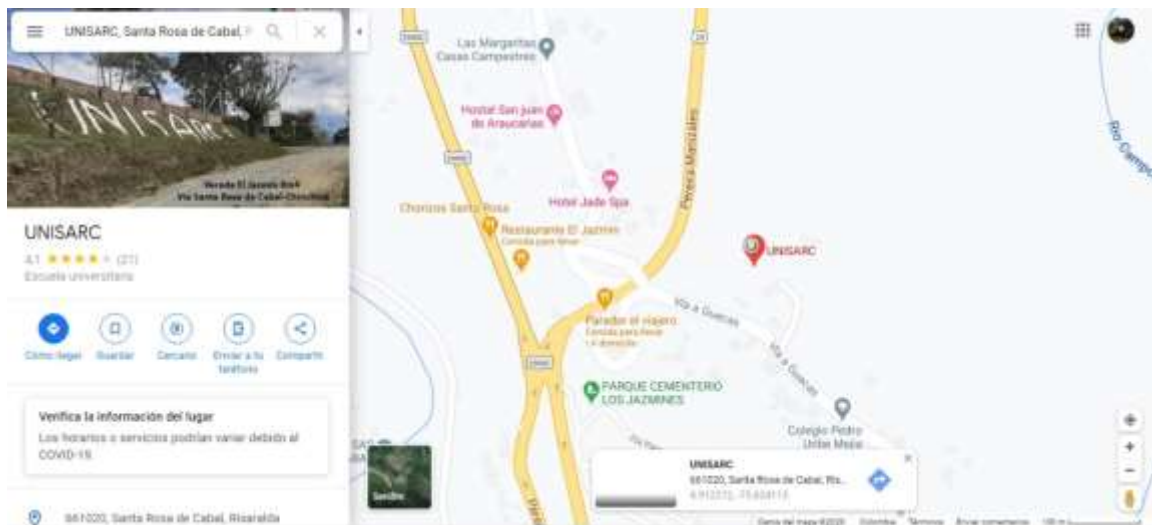 UNISARC, Santa Rosa de Cabal, R
UNISARC
Vereda El Jazmín Km4
Vía Santa Rosa de Cabal-Chinchiná
UNISARC
4,1 (21)
Escuela universitaria
Cómo llegar
Guardar
Cercano
Enviar a tu
teléfono
Compartir
Verifica la información del lugar
Los horarios o servicios podrían variar debido al
COVID-19.
661020, Santa Rosa de Cabal, Risaralda
Las Margaritas
Casas Campestres
Hostal San juan
de Araucarias
Hotel Jade Spa
Pereira-Manizales
Río Campo
Chorizos Santa Rosa
Restaurante El Jazmin
Comida para llevar
UNISARC
Vía a Guacas
Parador el viajero
Comida para llevar
A domicilio
Vía a Guacas
PARQUE CEMENTERIO
LOS JAZMINES
Colegio Pedro
Uribe Mejia
Satélite
UNISARC
661020, Santa Rosa de Cabal, Ris...
Datos del mapa ©2020
Colombia
Términos
Enviar comentarios
100 m